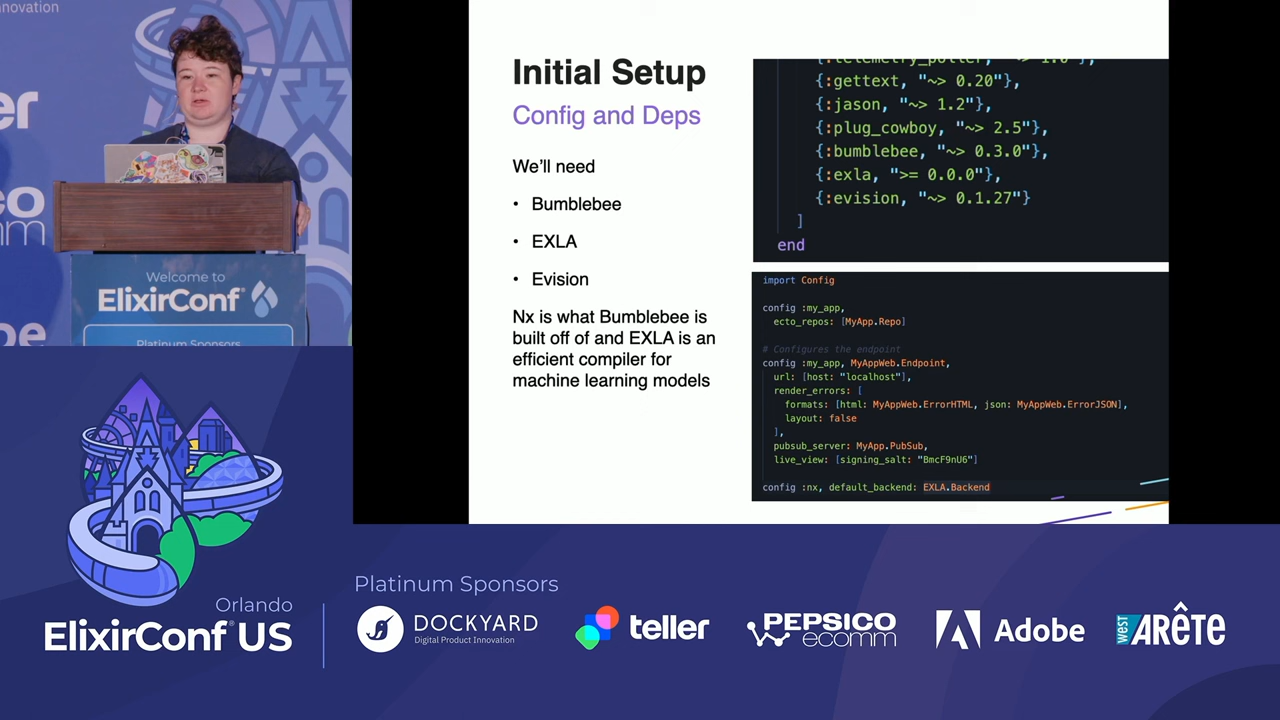 novation
Welcome to
ElixirConf
Platinum Sponsors
Initial Setup
Config and Deps
We'll need
• Bumblebee
• EXLA
• Evision
Nx is what Bumblebee is
built off of and EXLA is an
efficient compiler for
machine learning models
{:telemetry_poller, "~> 1.0"},
{:gettext, "~> 0.20"},
{:jason, "~> 1.2"},
{:plug_cowboy, "~> 2.5"},
{:bumblebee, "~> 0.3.0"},
{:exla, ">= 0.0.0"},
{:evision, "~> 0.1.27"}
]
end
import Config
config :my_app,
ecto_repos: [MyApp.Repo]
# Configures the endpoint
config :my_app, MyAppWeb.Endpoint,
url: [host: "localhost"],
render_errors: [
formats: [html: MyAppWeb.ErrorHTML, json: MyAppWeb.ErrorJSON],
layout: false
],
pubsub_server: MyApp.PubSub,
live_view: [signing_salt: "BmcF9nU6"]
config :nx, default_backend: EXLA.Backend
Orlando
ElixirConf® US
Platinum Sponsors
DOCKYARD
Digital Product Innovation
teller
PEPSICO
ecomm
Adobe
west ARÊTE